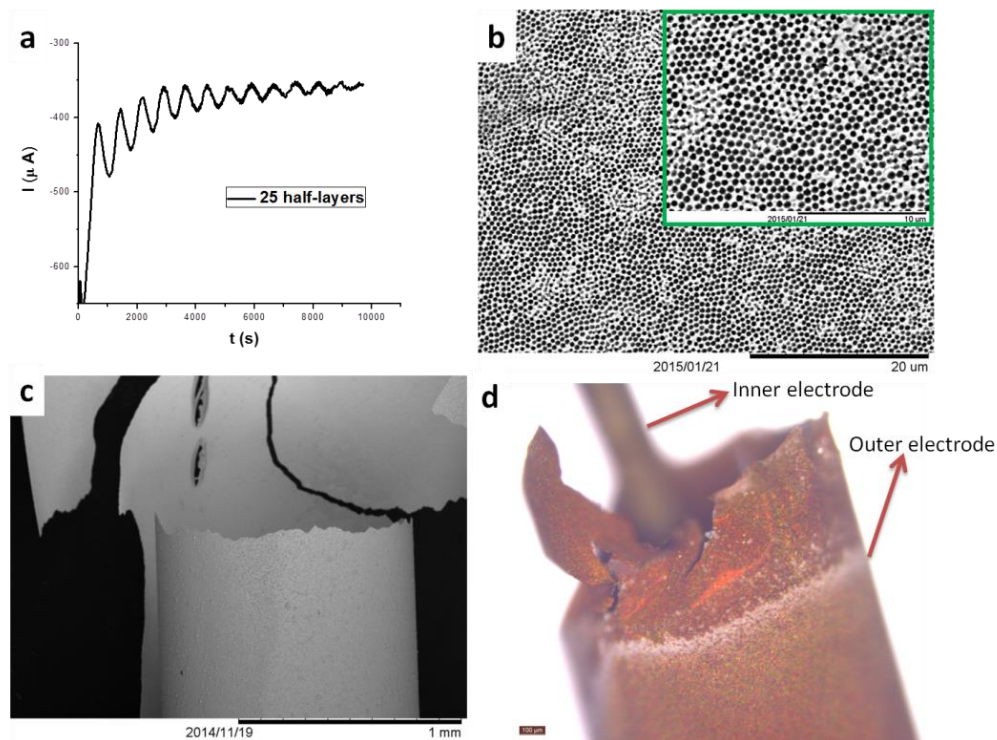 a
-300
-400
-500
-600
I (μ A)
25 half-layers
0
2000
4000
6000
8000
10000
t (s)
b
2015/01/21
10 um
2015/01/21
20 um
c
2014/11/19
1 mm
d
Inner electrode
Outer electrode
100 µm